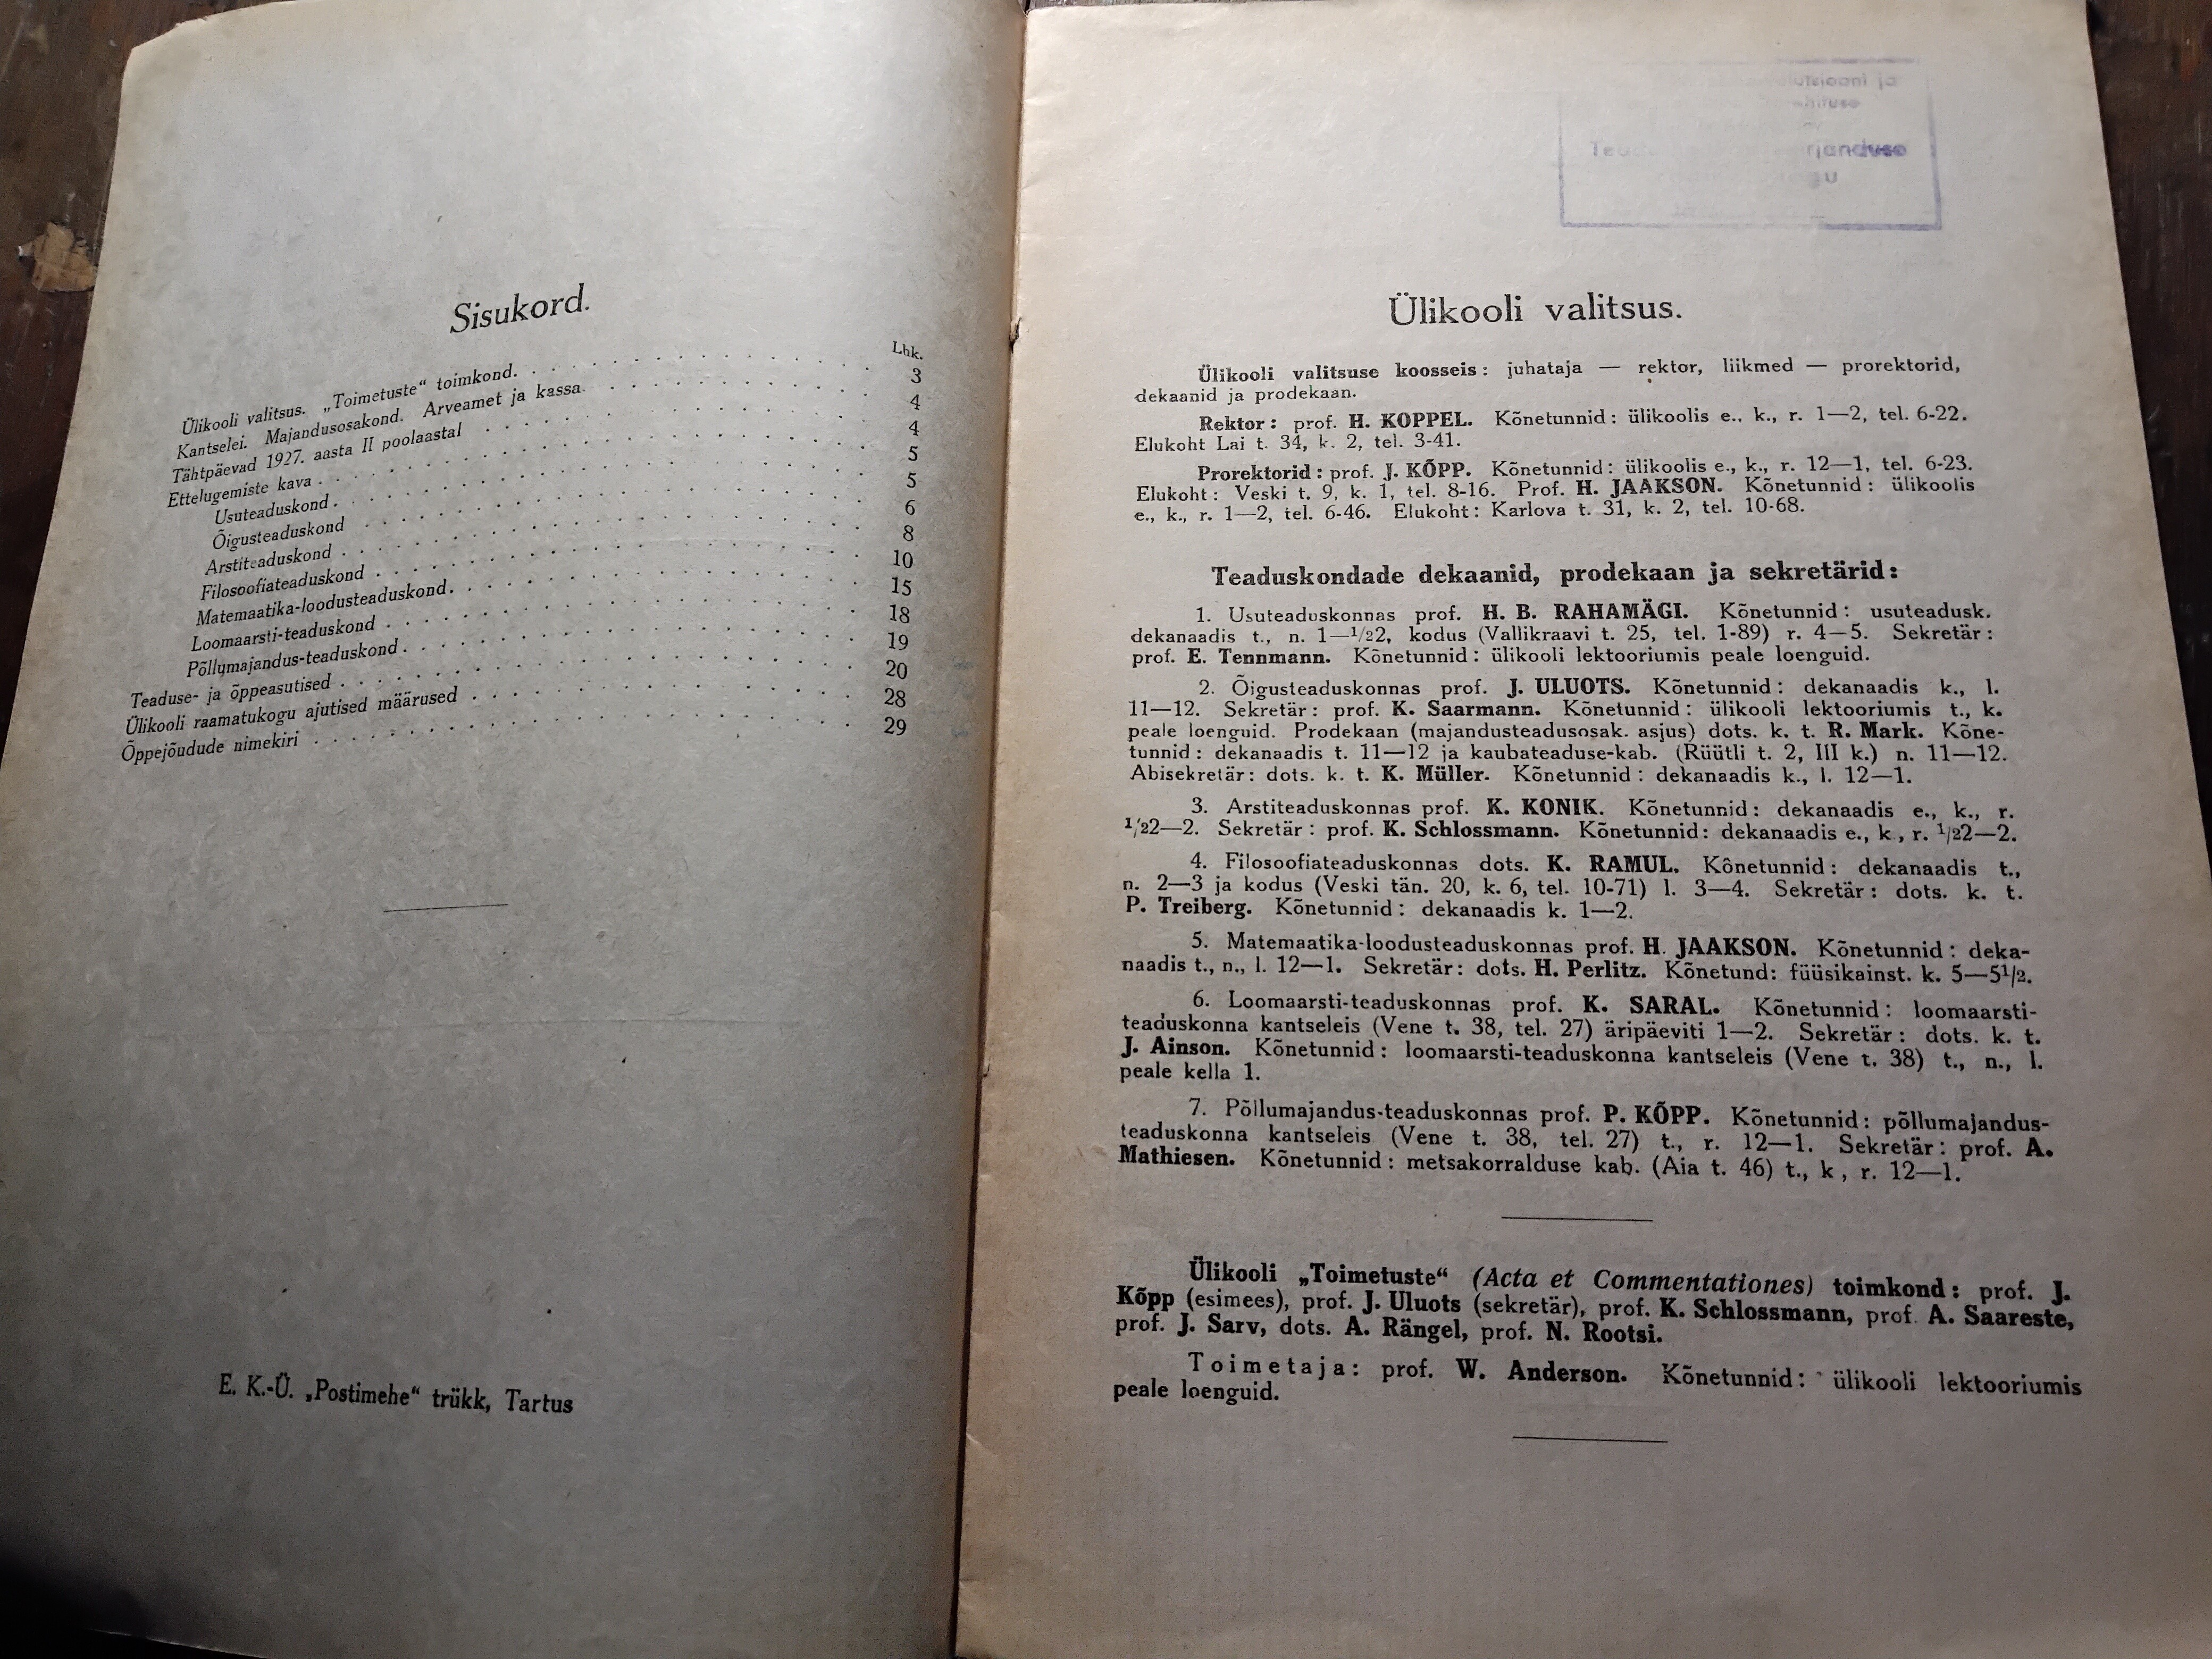 Sisukord.
Lhk.
Ülikooli valitsus. „Toimetuste“ toimkond. . . . . . . . . . . . . . 3
Kantselei. Majandusosakond. Arveamet ja kassa. . . . . . . . . . . . 4
Tähtpäevad 1927. aasta II poolaastal . . . . . . . . . . . . . . . 4
Ettelugemiste kava . . . . . . . . . . . . . . . . . . . 5
Usuteaduskond . . . . . . . . . . . . . . . . . . . 5
Õigusteaduskond . . . . . . . . . . . . . . . . . . 6
Arstiteaduskond . . . . . . . . . . . . . . . . . . 8
Filosoofiateaduskond . . . . . . . . . . . . . . . . . 10
Matemaatika-loodusteaduskond. . . . . . . . . . . . . . . 15
Loomaarsti-teaduskond . . . . . . . . . . . . . . . . . 18
Põllumajandus-teaduskond . . . . . . . . . . . . . . . . 19
Teaduse- ja õppeasutised . . . . . . . . . . . . . . . . . . 20
Ülikooli raamatukogu ajutised määrused . . . . . . . . . . . . . 28
Õppejõudude nimekiri . . . . . . . . . . . . . . . . . . . 29
E. K.-Ü. „Postimehe“ trükk, Tartus
Ülikooli valitsus.
Ülikooli valitsuse koosseis: juhataja — rektor, liikmed — prorektorid,
dekaanid ja prodekaan.
Rektor: prof. H. KOPPEL. Kõnetunnid: ülikoolis e., k., r. 1—2, tel. 6-22.
Elukoht Lai t. 34, k. 2, tel. 3-41.
Prorektorid: prof. J. KÕPP. Kõnetunnid: ülikoolis e., k., r. 12—1, tel. 6-23.
Elukoht: Veski t. 9, k. 1, tel. 8-16. Prof. H. JAAKSON. Kõnetunnid: ülikoolis
e., k., r. 1—2, tel. 6-46. Elukoht: Karlova t. 31, k. 2, tel. 10-68.
Teaduskondade dekaanid, prodekaan ja sekretärid:
1. Usuteaduskonnas prof. H. B. RAHAMÄGI. Kõnetunnid: usuteadusk.
dekanaadis t., n. 1—1/22, kodus (Vallikraavi t. 25, tel. 1-89) r. 4—5. Sekretär:
prof. E. Tennmann. Kõnetunnid: ülikooli lektooriumis peale loenguid.
2. Õigusteaduskonnas prof. J. ULUOTS. Kõnetunnid: dekanaadis k., l.
11—12. Sekretär: prof. K. Saarmann. Kõnetunnid: ülikooli lektooriumis t., k.
peale loenguid. Prodekaan (majandusteadusosak. asjus) dots. k. t. R. Mark. Kõne-
tunnid: dekanaadis t. 11—12 ja kaubateaduse-kab. (Rüütli t. 2, III k.) n. 11—12.
Abisekretär: dots. k. t. K. Müller. Kõnetunnid: dekanaadis k., l. 12—1.
3. Arstiteaduskonnas prof. K. KONIK. Kõnetunnid: dekanaadis e., k., r.
1/22—2. Sekretär: prof. K. Schlossmann. Kõnetunnid: dekanaadis e., k., r. 1/22—2.
4. Filosoofiateaduskonnas dots. K. RAMUL. Kõnetunnid: dekanaadis t.,
n. 2—3 ja kodus (Veski tän. 20, k. 6, tel. 10-71) l. 3—4. Sekretär: dots. k. t.
P. Treiberg. Kõnetunnid: dekanaadis k. 1—2.
5. Matemaatika-loodusteaduskonnas prof. H. JAAKSON. Kõnetunnid: deka-
naadis t., n., l. 12—1. Sekretär: dots. H. Perlitz. Kõnetund: füüsikainst. k. 5—51/2.
6. Loomaarsti-teaduskonnas prof. K. SARAL. Kõnetunnid: loomaarsti-
teaduskonna kantseleis (Vene t. 38, tel. 27) äripäeviti 1—2. Sekretär: dots. k. t.
J. Ainson. Kõnetunnid: loomaarsti-teaduskonna kantseleis (Vene t. 38) t., n., l.
peale kella 1.
7. Põllumajandus-teaduskonnas prof. P. KÕPP. Kõnetunnid: põllumajandus-
teaduskonna kantseleis (Vene t. 38, tel. 27) t., r. 12—1. Sekretär: prof. A.
Mathiesen. Kõnetunnid: metsakorralduse kab. (Aia t. 46) t., k, r. 12—1.
Ülikooli „Toimetuste“ (Acta et Commentationes) toimkond: prof. J.
Kõpp (esimees), prof. J. Uluots (sekretär), prof. K. Schlossmann, prof. A. Saareste,
prof. J. Sarv, dots. A. Rängel, prof. N. Rootsi.
Toimetaja: prof. W. Anderson. Kõnetunnid: ülikooli lektooriumis
peale loenguid.